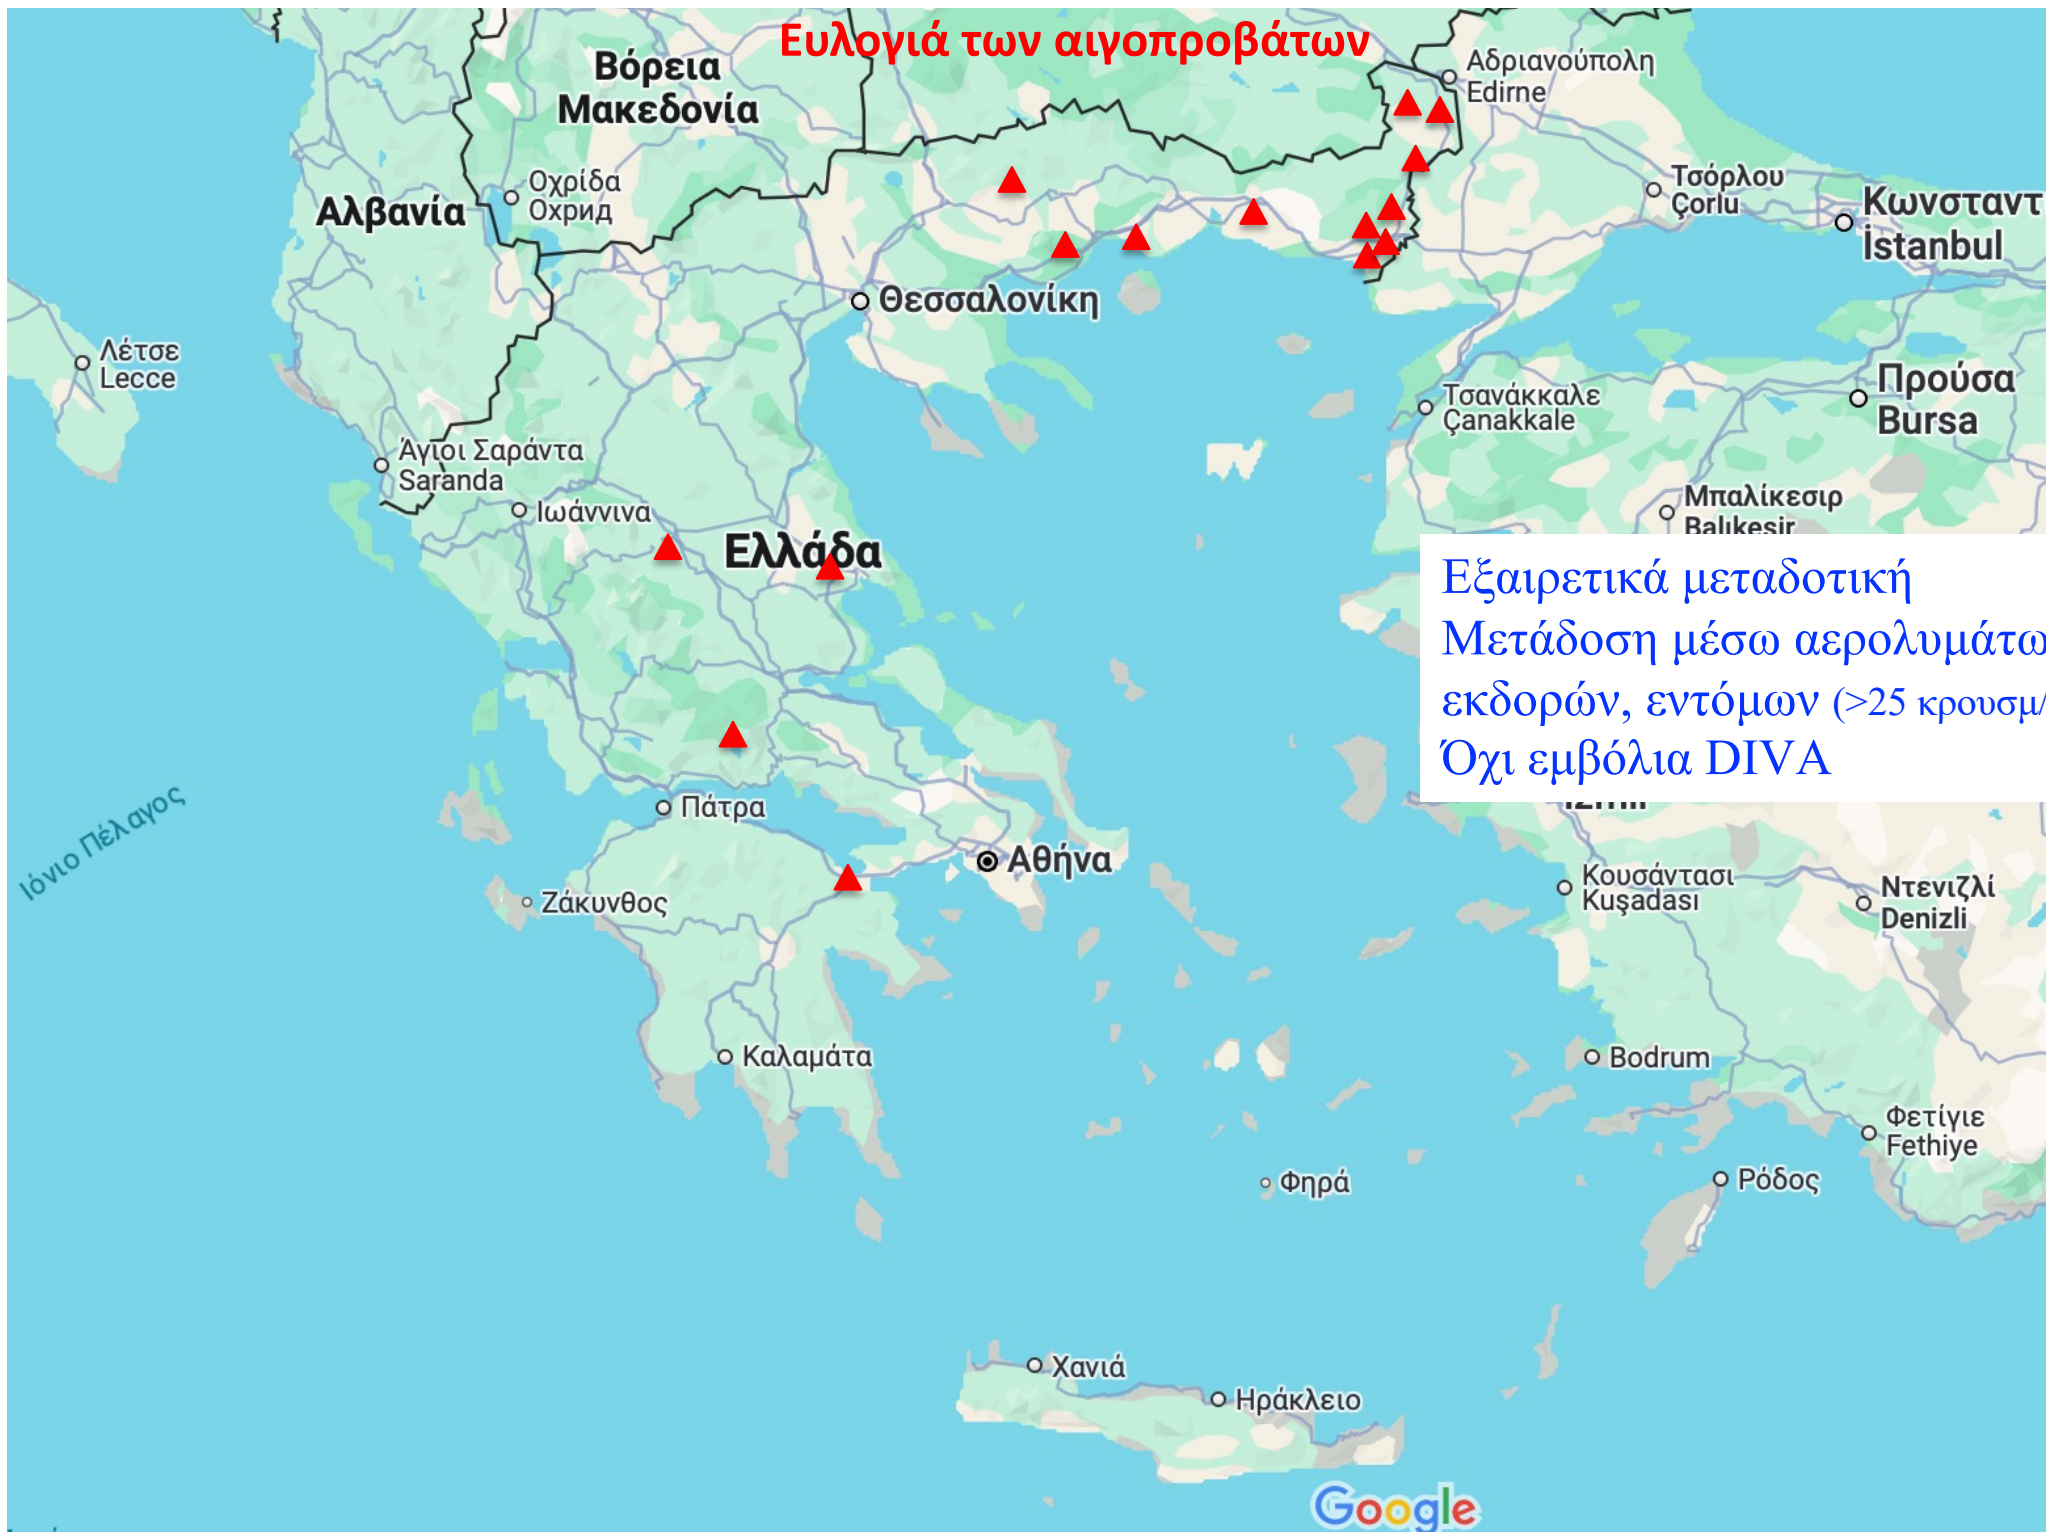 Ευλογιά των αιγοπροβάτων
Βόρεια
Μακεδονία
Αδριανούπολη
Edirne
Οχρίδα
Охрид
Αλβανία
Τσόρλου
Çorlu
Κωνσταντ
İstanbul
Θεσσαλονίκη
Λέτσε
Lecce
Προύσα
Bursa
Τσανάκκαλε
Çanakkale
Άγιοι Σαράντα
Saranda
Ιωάννινα
Μπαλίκεσιρ
Balıkesir
Ελλάδα
Εξαιρετικά μεταδοτική
Μετάδοση μέσω αερολυμάτω
εκδορών, εντόμων (>25 κρουσμ/
Όχι εμβόλια DIVA
Πάτρα
Ιόνιο Πέλαγος
Αθήνα
Ζάκυνθος
Κουσάντασι
Kuşadası
Ντενιζλί
Denizli
Καλαμάτα
Bodrum
Φετίγιε
Fethiye
Φηρά
Ρόδος
Χανιά
Ηράκλειο
Google